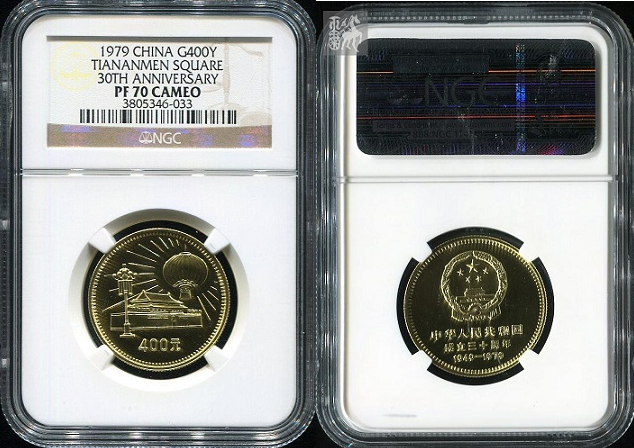 1979 CHINA G400Y
TIANANMEN SQUARE
30TH ANNIVERSARY
PF 70 CAMEO
3805346-033
NGC
400元
NGC
中华人民共和国
成立三十周年
1949—1979